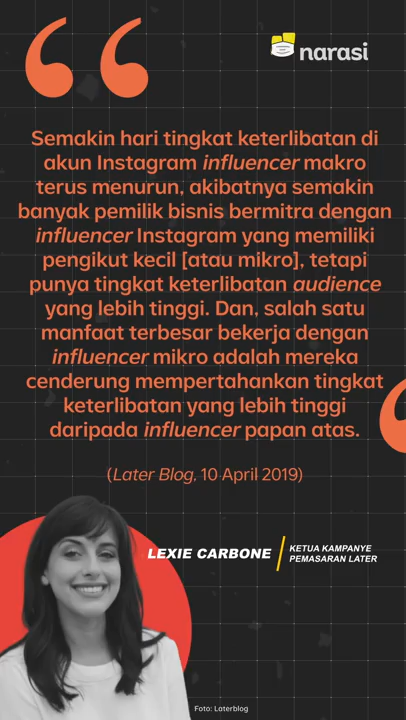 narasi
Semakin hari tingkat keterlibatan di
akun Instagram influencer makro
terus menurun, akibatnya semakin
banyak pemilik bisnis bermitra dengan
influencer Instagram yang memiliki
pengikut kecil [atau mikro], tetapi
punya tingkat keterlibatan audience
yang lebih tinggi. Dan, salah satu
manfaat terbesar bekerja dengan
influencer mikro adalah mereka
cenderung mempertahankan tingkat
keterlibatan yang lebih tinggi
daripada influencer papan atas.
(Later Blog, 10 April 2019)
LEXIE CARBONE
KETUA KAMPANYE
PEMASARAN LATER
Foto: Laterblog